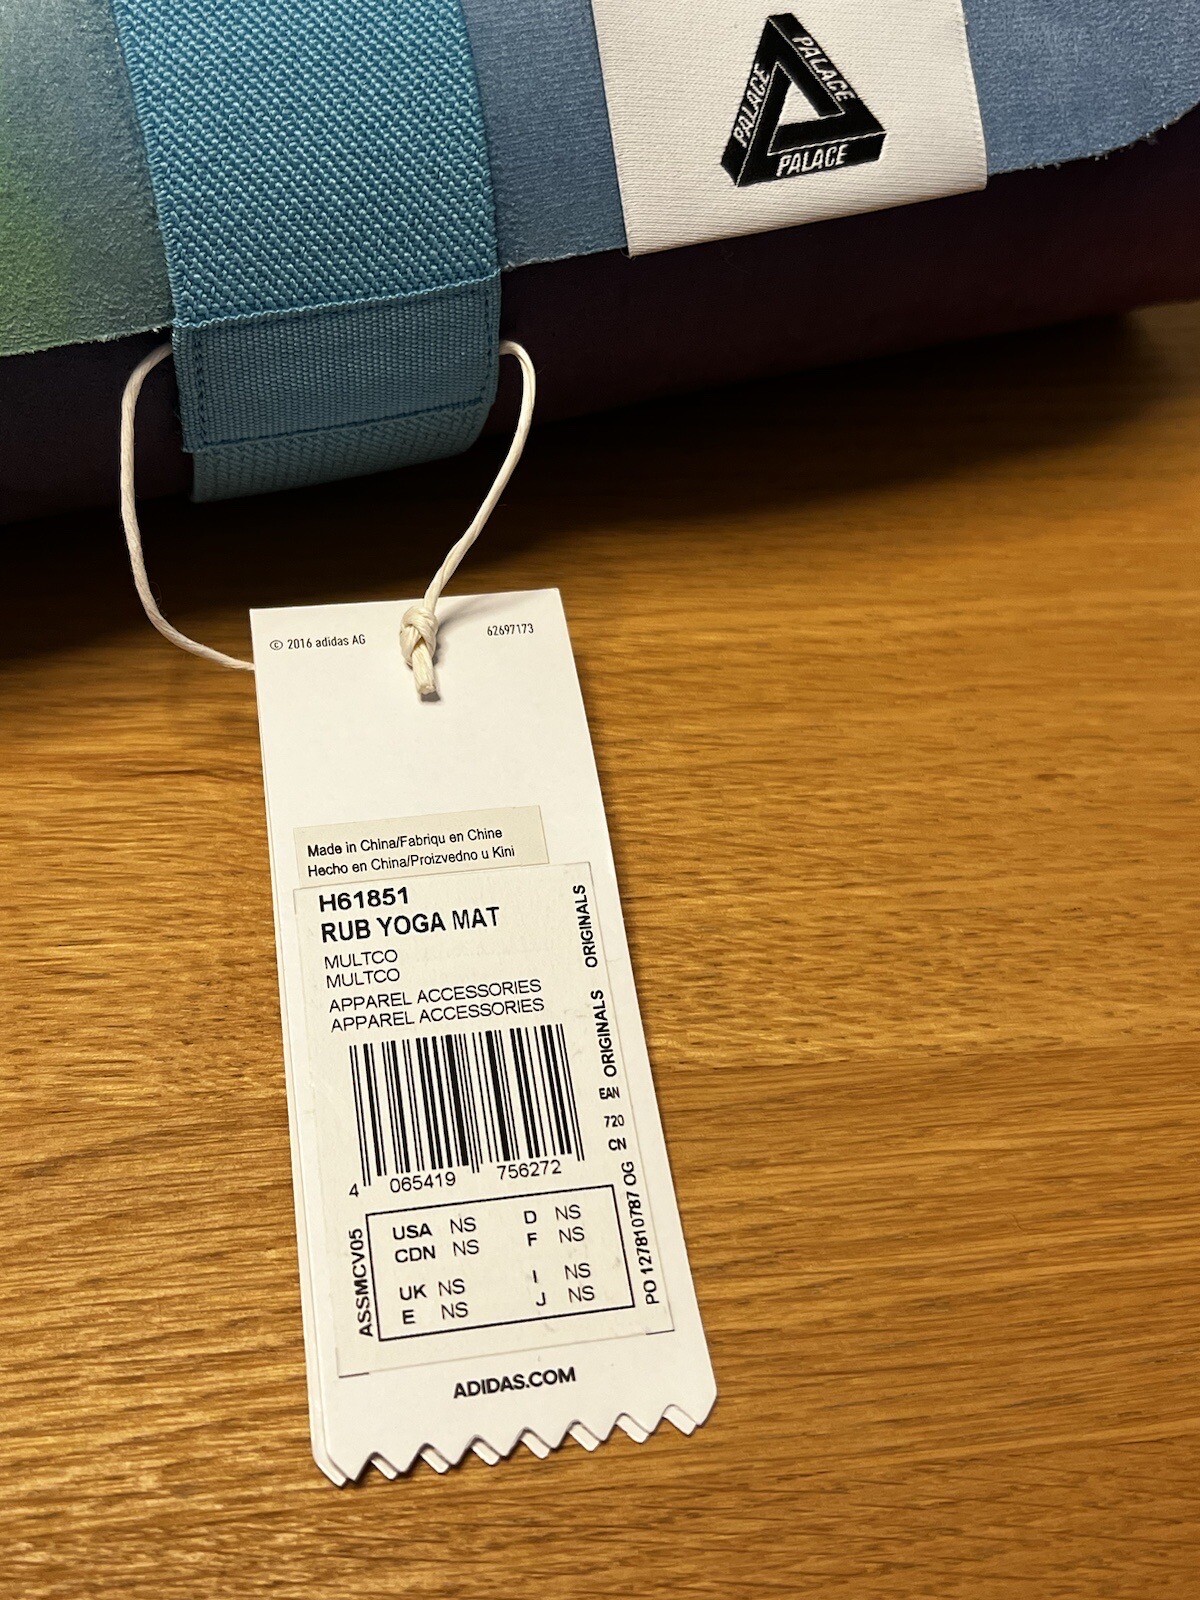 PALACE
PALACE
PALACE
© 2016 adidas AG
62697173
Made in China/Fabriqu en Chine
Hecho en China/Proizvedno u Kini
H61851
RUB YOGA MAT
MULTCO
MULTCO
APPAREL ACCESSORIES
APPAREL ACCESSORIES
ORIGINALS
ORIGINALS
EAN
720
CN
PO 127810787 OG
4 065419 756272
ASSMCV05
USA NS D NS
CDN NS F NS
UK NS I NS
E NS J NS
ADIDAS.COM